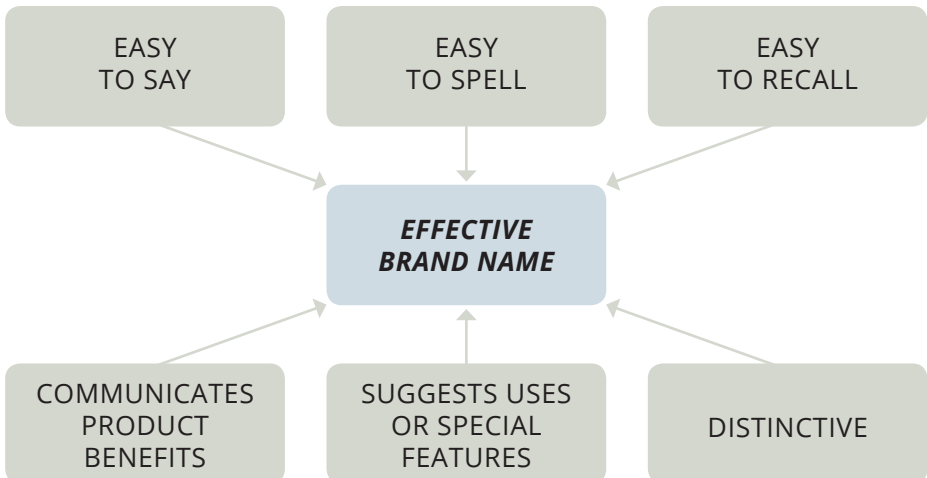 EASY
TO SAY
EASY
TO SPELL
EASY
TO RECALL
EFFECTIVE
BRAND NAME
COMMUNICATES
PRODUCT
BENEFITS
SUGGESTS USES
OR SPECIAL
FEATURES
DISTINCTIVE